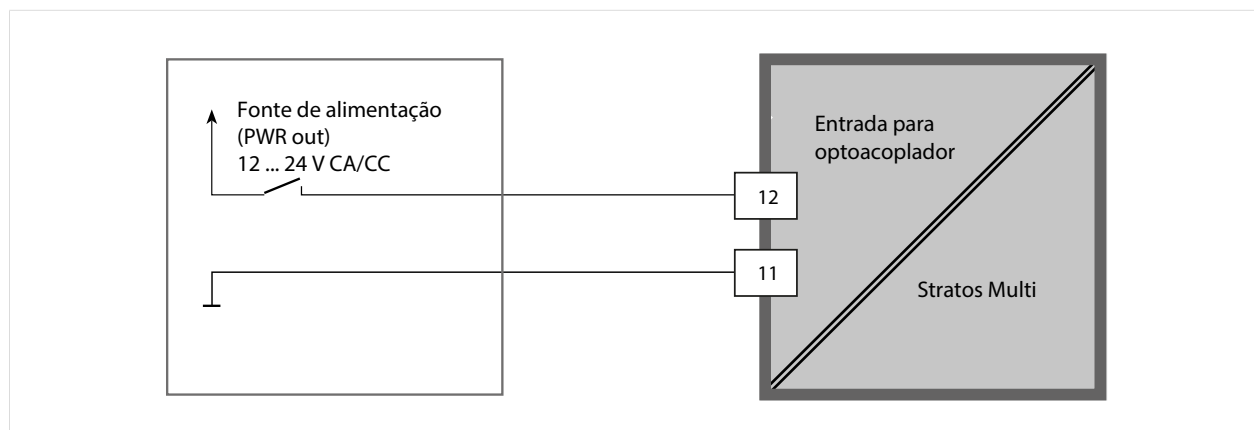 Fonte de alimentação
(PWR out)
12 ... 24 V CA/CC
Entrada para
optoacoplador
12
11
Stratos Multi